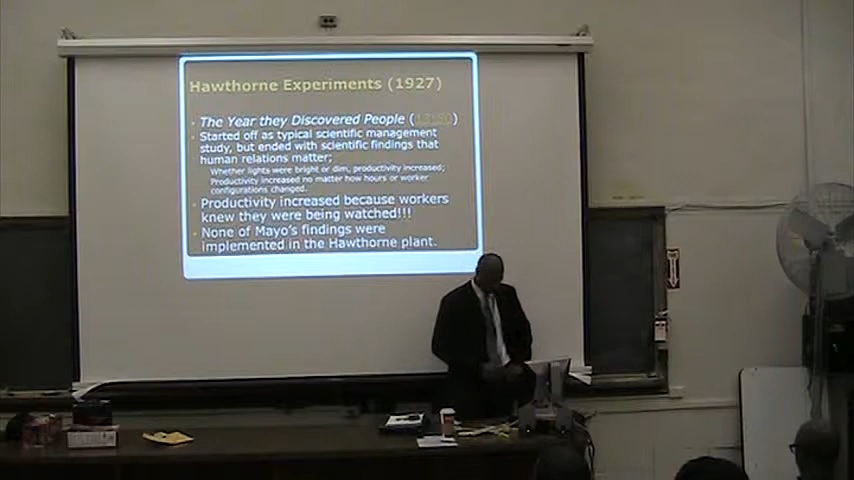 Hawthorne Experiments (1927)
The Year they Discovered People (13:30)
Started off as typical scientific management
study, but ended with scientific findings that
human relations matter;
Whether lights were bright or dim, productivity increased;
Productivity increased no matter how hours or worker
configurations changed.
Productivity increased because workers
knew they were being watched!!!
None of Mayo's findings were
implemented in the Hawthorne plant.